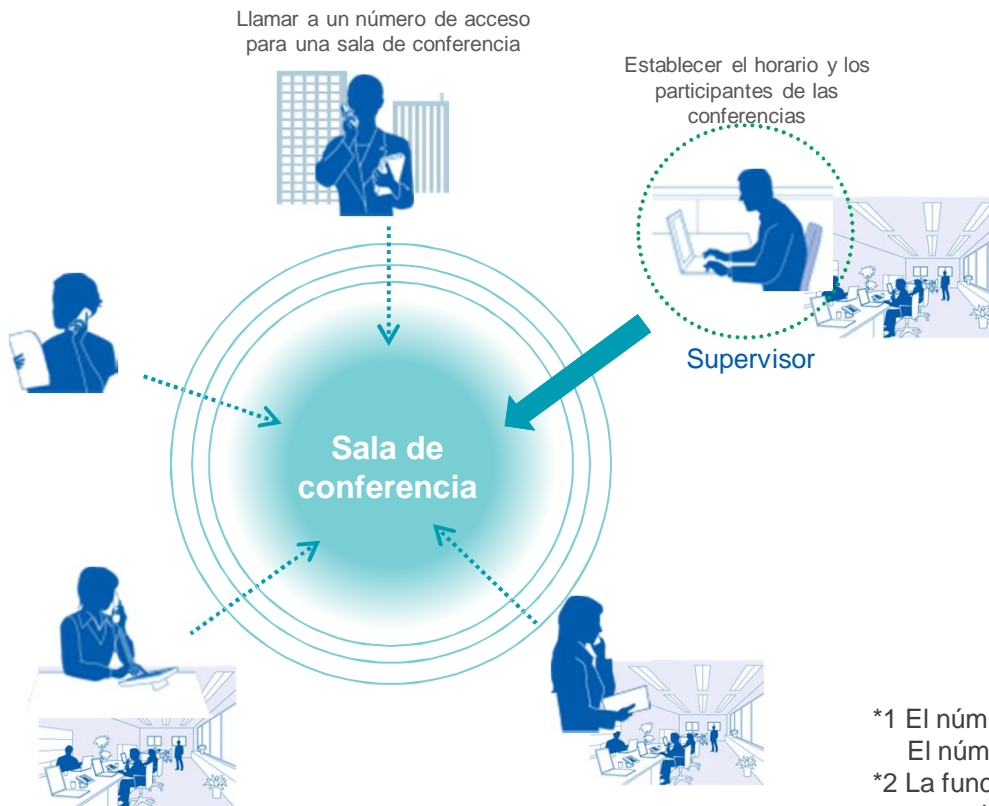 Llamar a un número de acceso
para una sala de conferencia
Establecer el horario y los
participantes de las
conferencias
Supervisor
Sala de
conferencia
*1 El núm
El núm
*2 La func